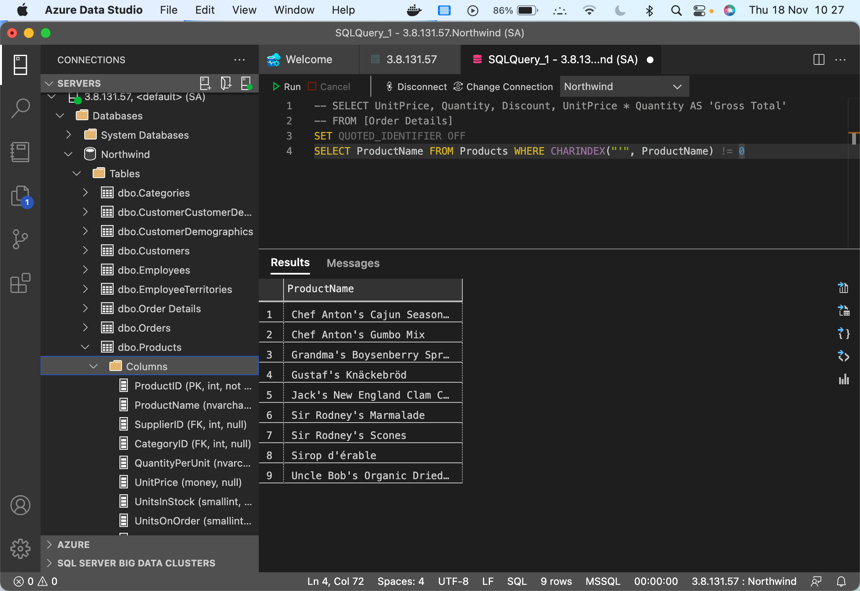 Azure Data Studio File Edit View Window Help 86% Thu 18 Nov 10 27
SQLQuery_1 - 3.8.131.57.Northwind (SA)
CONNECTIONS
SERVERS
3.8.131.57, <default> (SA)
Databases
System Databases
Northwind
Tables
dbo.Categories
dbo.CustomerCustomerDe...
dbo.CustomerDemographics
dbo.Customers
dbo.Employees
dbo.EmployeeTerritories
dbo.Order Details
dbo.Orders
dbo.Products
Columns
ProductID (PK, int, not ...
ProductName (nvarcha...
SupplierID (FK, int, null)
CategoryID (FK, int, null)
QuantityPerUnit (nvarc...
UnitPrice (money, null)
UnitsInStock (smallint, ...
UnitsOnOrder (smallint...
AZURE
SQL SERVER BIG DATA CLUSTERS
1
Welcome 3.8.131.57 SQLQuery_1 - 3.8.13...nd (SA)
Run Cancel Disconnect Change Connection Northwind
1 -- SELECT UnitPrice, Quantity, Discount, UnitPrice * Quantity AS 'Gross Total'
2 -- FROM [Order Details]
3 SET QUOTED_IDENTIFIER OFF
4 SELECT ProductName FROM Products WHERE CHARINDEX("'", ProductName) != 0
Results Messages
ProductName
1 Chef Anton's Cajun Season...
2 Chef Anton's Gumbo Mix
3 Grandma's Boysenberry Spr...
4 Gustaf's Knäckebröd
5 Jack's New England Clam C...
6 Sir Rodney's Marmalade
7 Sir Rodney's Scones
8 Sirop d'érable
9 Uncle Bob's Organic Dried...
0 0 Ln 4, Col 72 Spaces: 4 UTF-8 LF SQL 9 rows MSSQL 00:00:00 3.8.131.57 : Northwind